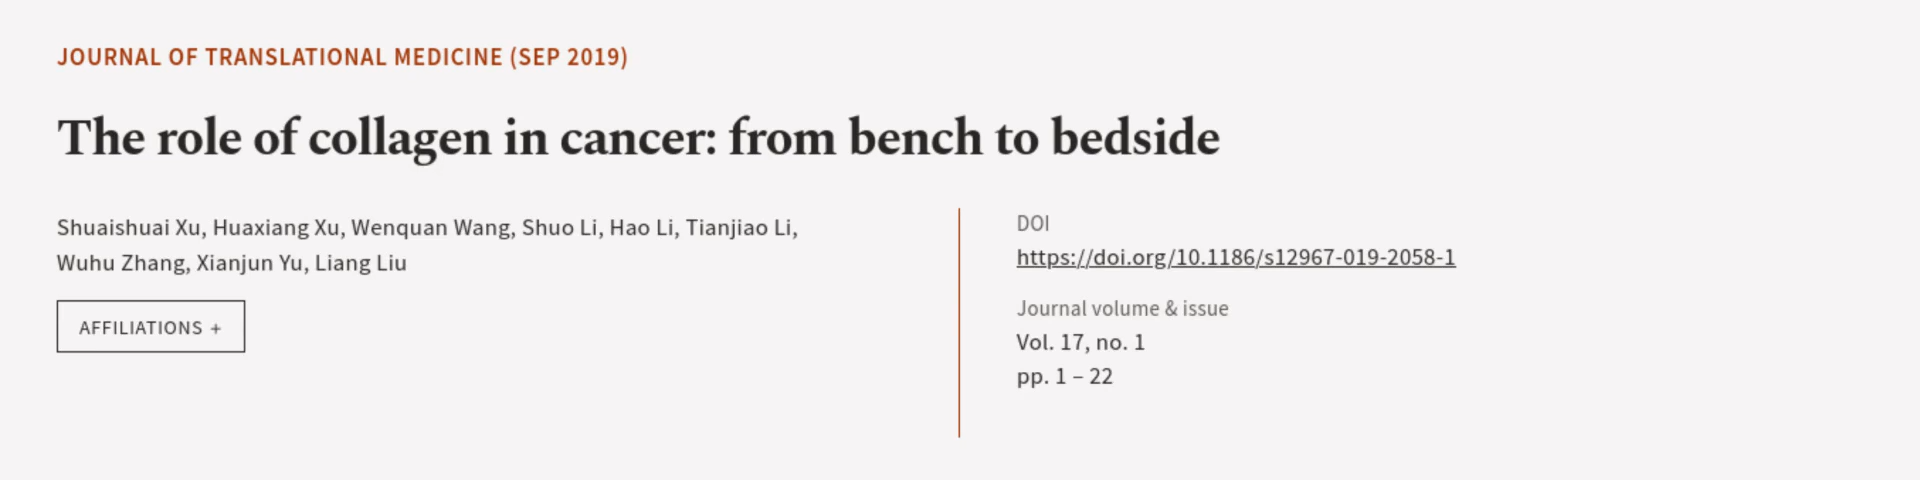 JOURNAL OF TRANSLATIONAL MEDICINE (SEP 2019)
The role of collagen in cancer: from bench to bedside
Shuaishuai Xu, Huaxiang Xu, Wenquan Wang, Shuo Li, Hao Li, Tianjiao Li,
Wuhu Zhang, Xianjun Yu, Liang Liu
AFFILIATIONS +
DOI
https://doi.org/10.1186/s12967-019-2058-1
Journal volume & issue
Vol. 17, no. 1
pp. 1 – 22